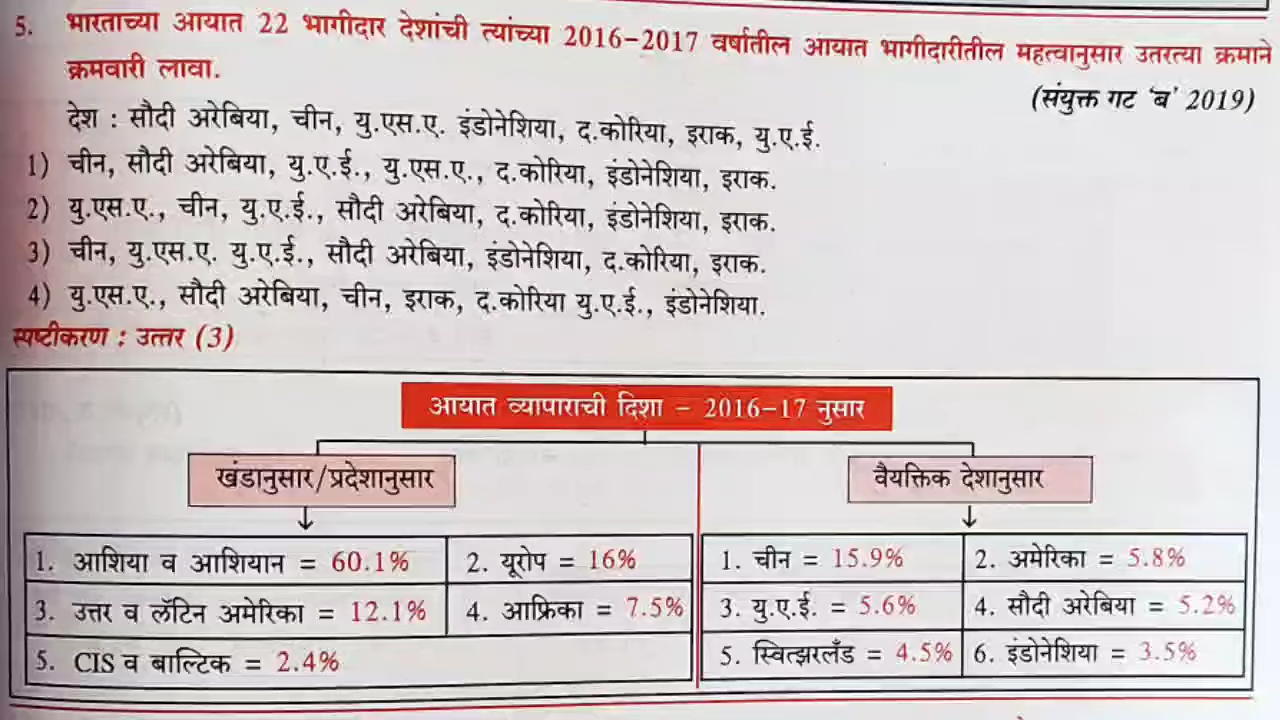 5. भारताच्या आयात 22 भागीदार देशांची त्यांच्या 2016-2017 वर्षातील आयात भागीदारीतील महत्वानुसार उतरत्या क्रमाने
क्रमवारी लावा.
(संयुक्त गट 'ब' 2019)
देश : सौदी अरेबिया, चीन, यु.एस.ए. इंडोनेशिया, द.कोरिया, इराक, यु.ए.ई.
1) चीन, सौदी अरेबिया, यु.ए.ई., यु.एस.ए., द.कोरिया, इंडोनेशिया, इराक.
2) यु.एस.ए., चीन, यु.ए.ई., सौदी अरेबिया, द.कोरिया, इंडोनेशिया, इराक.
3) चीन, यु.एस.ए. यु.ए.ई., सौदी अरेबिया, इंडोनेशिया, द.कोरिया, इराक.
4) यु.एस.ए., सौदी अरेबिया, चीन, इराक, द.कोरिया यु.ए.ई., इंडोनेशिया.
स्पष्टीकरण : उत्तर (3)
आयात व्यापाराची दिशा - 2016-17 नुसार
खंडानुसार/प्रदेशानुसार
1. आशिया व आशियान = 60.1% 2. यूरोप = 16%
3. उत्तर व लॅटिन अमेरिका = 12.1% 4. आफ्रिका = 7.5%
5. CIS व बाल्टिक = 2.4%
वैयक्तिक देशानुसार
1. चीन = 15.9% 2. अमेरिका = 5.8%
3. यु.ए.ई. = 5.6% 4. सौदी अरेबिया = 5.2%
5. स्वित्झरलँड = 4.5% 6. इंडोनेशिया = 3.5%